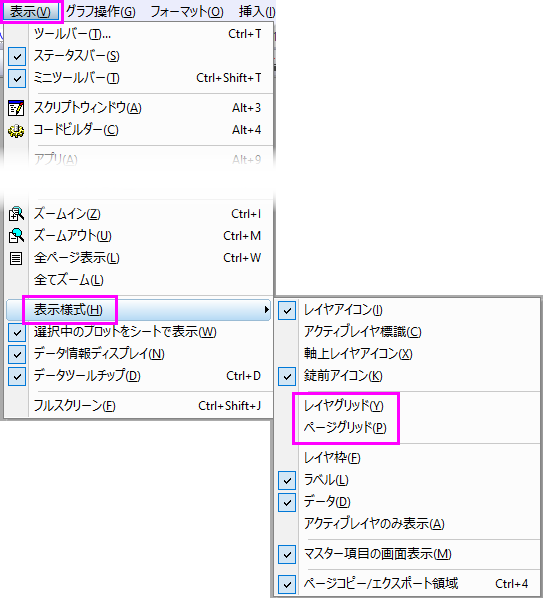 表示(V) グラフ操作(G) フォーマット(O) 挿入(I)
ツールバー(T)... Ctrl+T
ステータスバー(S)
ミニツールバー(T) Ctrl+Shift+T
スクリプトウィンドウ(A) Alt+3
コードビルダー(C) Alt+4
アプリ(A) Alt+9
ズームイン(Z) Ctrl+I
ズームアウト(U) Ctrl+M
全ページ表示(L) Ctrl+W
全てズーム(L)
表示様式(H)
選択中のプロットをシートで表示(W)
データ情報ディスプレイ(N)
データツールチップ(D) Ctrl+D
フルスクリーン(F) Ctrl+Shift+J
レイヤアイコン(I)
アクティブレイヤ標識(C)
軸上レイヤアイコン(X)
錠前アイコン(K)
レイヤグリッド(Y)
ページグリッド(P)
レイヤ枠(F)
ラベル(L)
データ(D)
アクティブレイヤのみ表示(A)
マスター項目の画面表示(M)
ページコピー/エクスポート領域 Ctrl+4